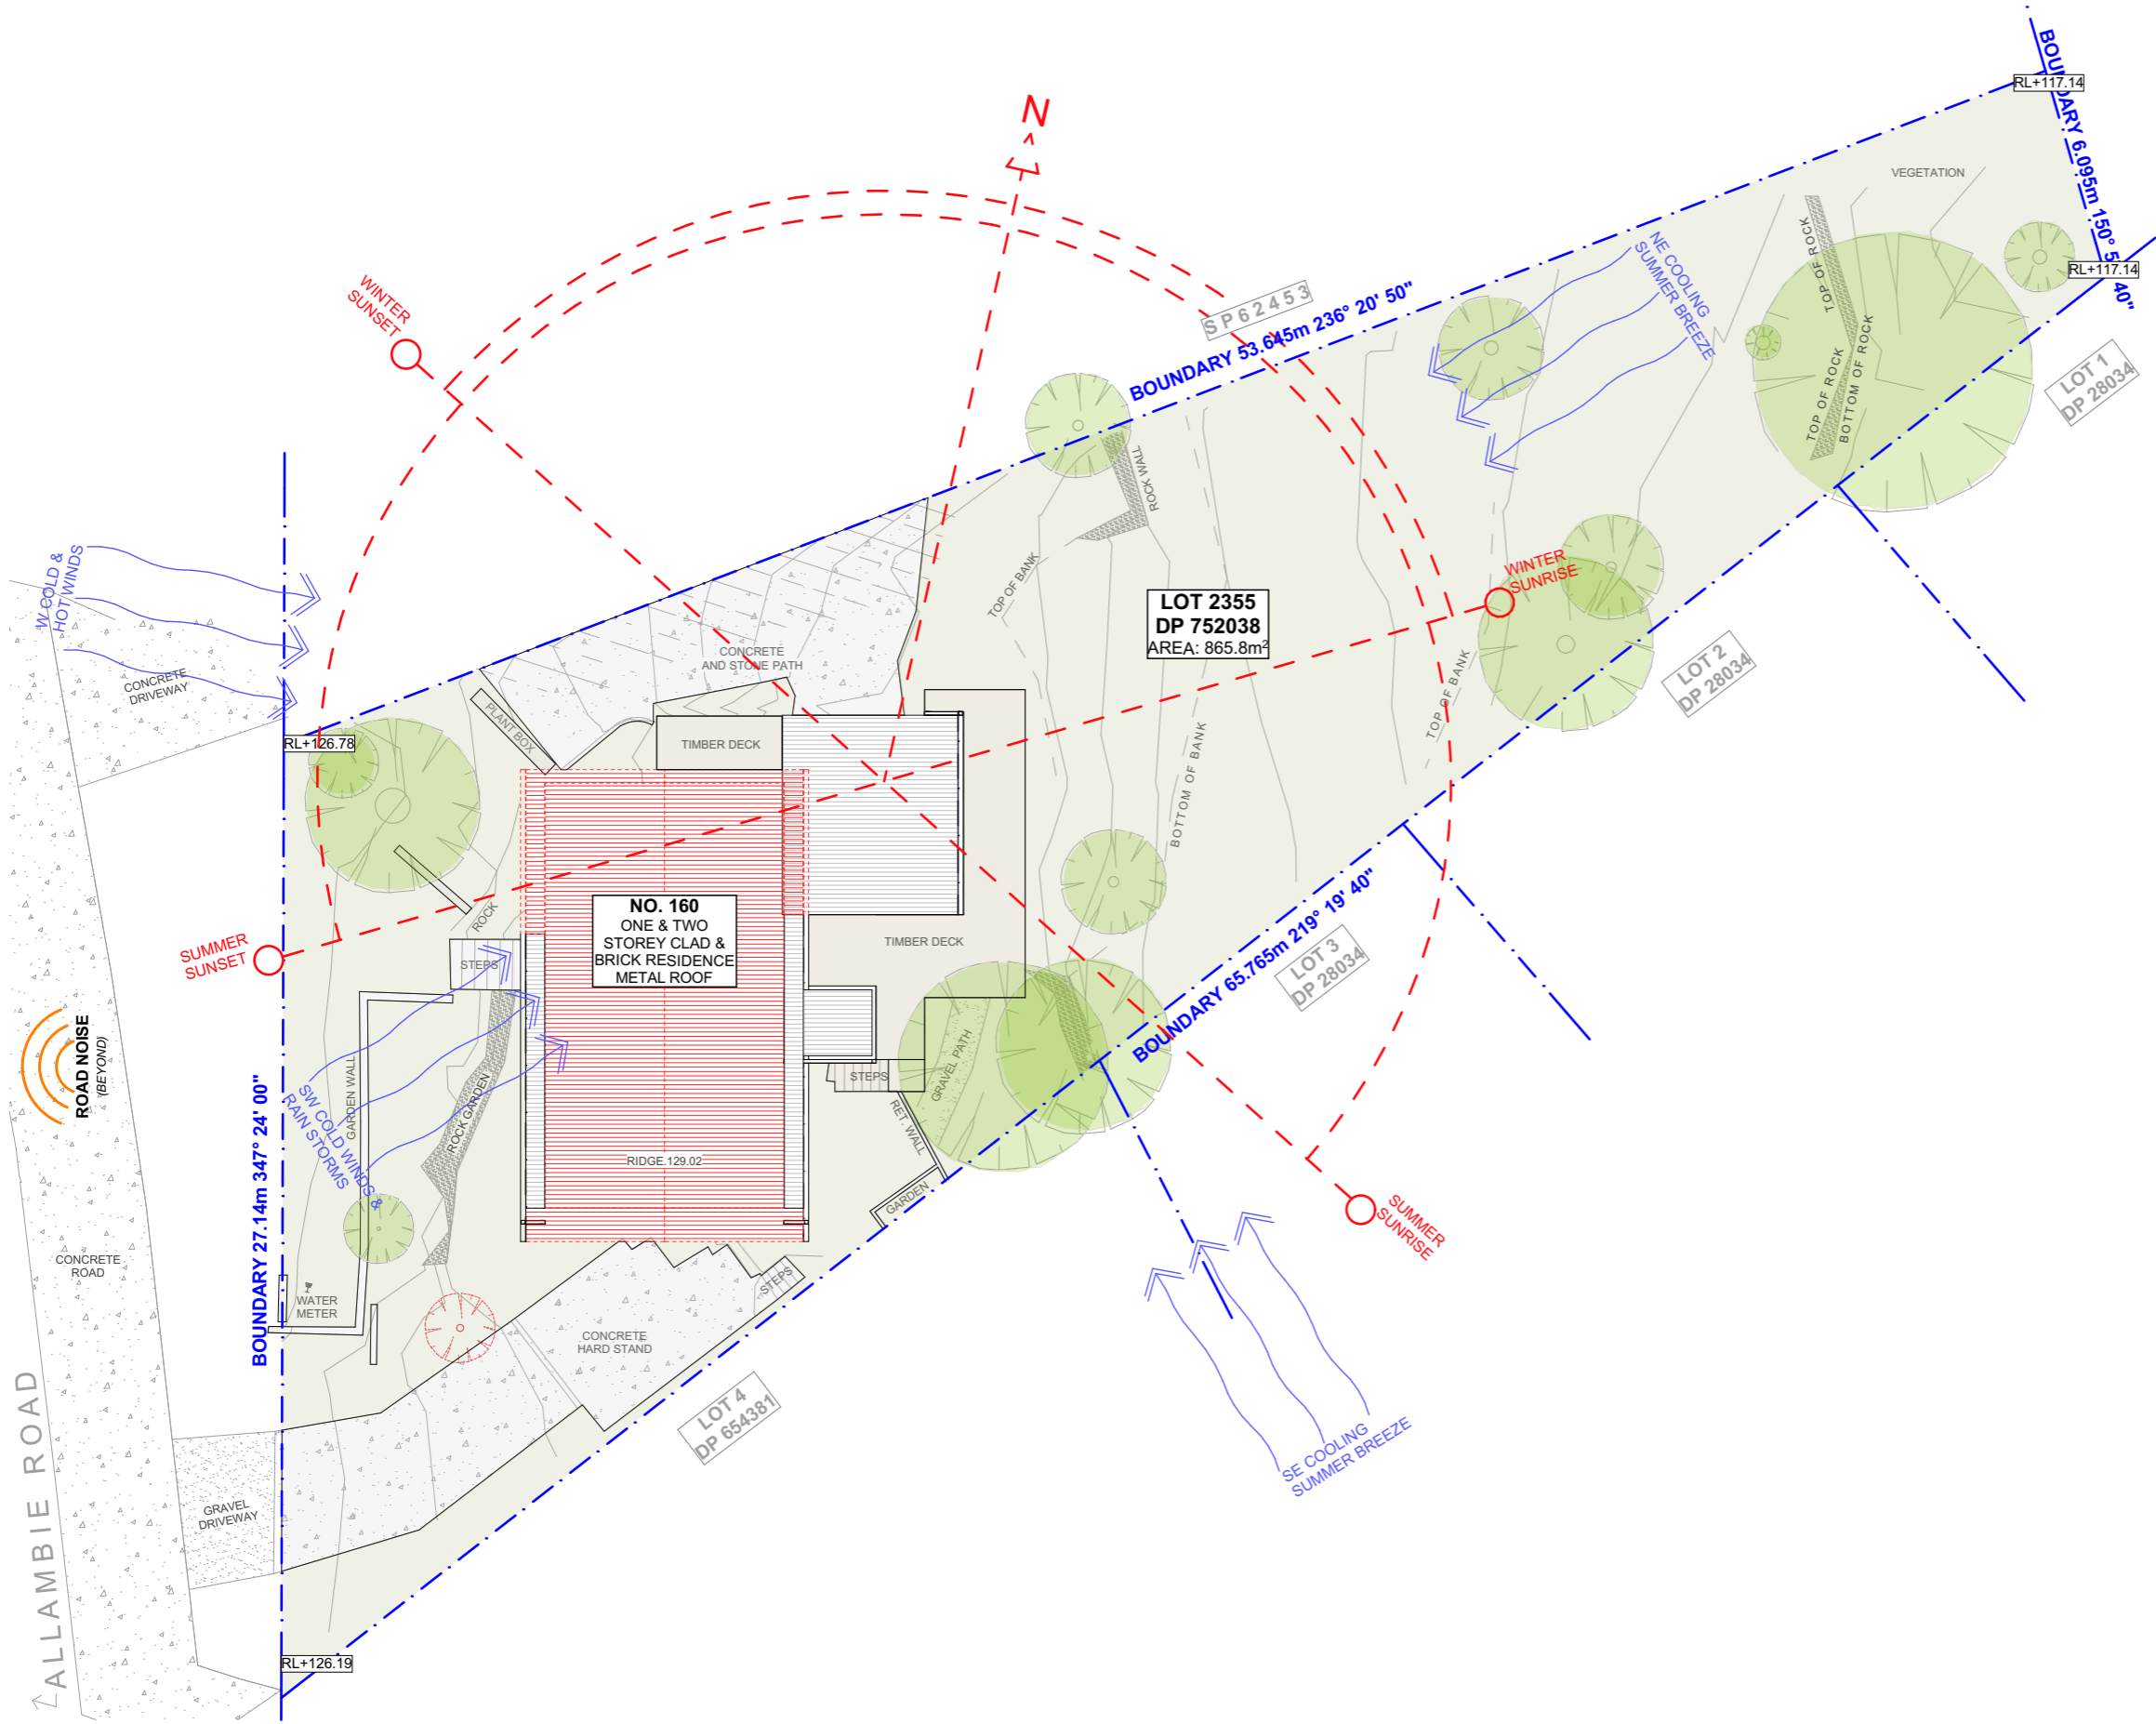 N
BOUNDARY 6.095m 150° 5 40"
RL+117.14
RL+117.14
VEGETATION
TOP OF ROCK
TOP OF ROCK
BOTTOM OF ROCK
NE COOLING
SUMMER BREEZE
LOT 1
DP 28034
WINTER
SUNSET
SP62453
BOUNDARY 53.645m 236° 20' 50"
ROCK WALL
TOP OF BANK
W COLD &
HOT WINDS
CONCRETE
DRIVEWAY
RL+126.78
PLANT BOX
CONCRETE
AND STONE PATH
TIMBER DECK
LOT 2355
DP 752038
AREA: 865.8m²
WINTER
SUNRISE
TOP OF BANK
BOTTOM OF BANK
LOT 2
DP 28034
SUMMER
SUNSET
ROCK
STEPS
NO. 160
ONE & TWO
STOREY CLAD &
BRICK RESIDENCE
METAL ROOF
TIMBER DECK
LOT 3
DP 28034
BOUNDARY 65.765m 219° 19' 40"
ROAD NOISE
(BEYOND)
BOUNDARY 27.14m 347° 24' 00"
GARDEN WALL
SW COLD WINDS &
RAIN STORMS
ROCK GARDEN
RIDGE.129.02
STEPS
GRAVEL PATH
RET. WALL
GARDEN
SUMMER
SUNRISE
CONCRETE
ROAD
WATER
METER
STEPS
CONCRETE
HARD STAND
LOT 4
DP 654381
SE COOLING
SUMMER BREEZE
GRAVEL
DRIVEWAY
ALLAMBIE ROAD
RL+126.19